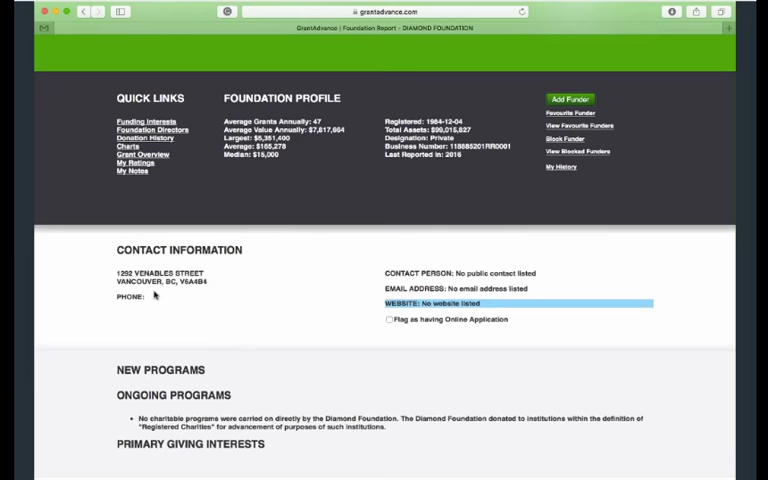 grantadvance.com
GrantAdvance | Foundation Report - DIAMOND FOUNDATION
QUICK LINKS
Funding Interests
Foundation Directors
Donation History
Charts
Grant Overview
My Ratings
My Notes
FOUNDATION PROFILE
Average Grants Annually: 47
Average Value Annually: $7,817,664
Largest: $5,351,400
Average: $165,278
Median: $15,000
Registered: 1984-12-04
Total Assets: $99,015,827
Designation: Private
Business Number: 118685201RR0001
Last Reported in: 2016
Add Funder
Favourite Funder
View Favourite Funders
Block Funder
View Blocked Funders
My History
CONTACT INFORMATION
1292 VENABLES STREET
VANCOUVER, BC, V6A4B4
PHONE:
CONTACT PERSON: No public contact listed
EMAIL ADDRESS: No email address listed
WEBSITE: No website listed
Flag as having Online Application
NEW PROGRAMS
ONGOING PROGRAMS
• No charitable programs were carried on directly by the Diamond Foundation. The Diamond Foundation donated to institutions within the definition of
"Registered Charities" for advancement of purposes of such institutions.
PRIMARY GIVING INTERESTS